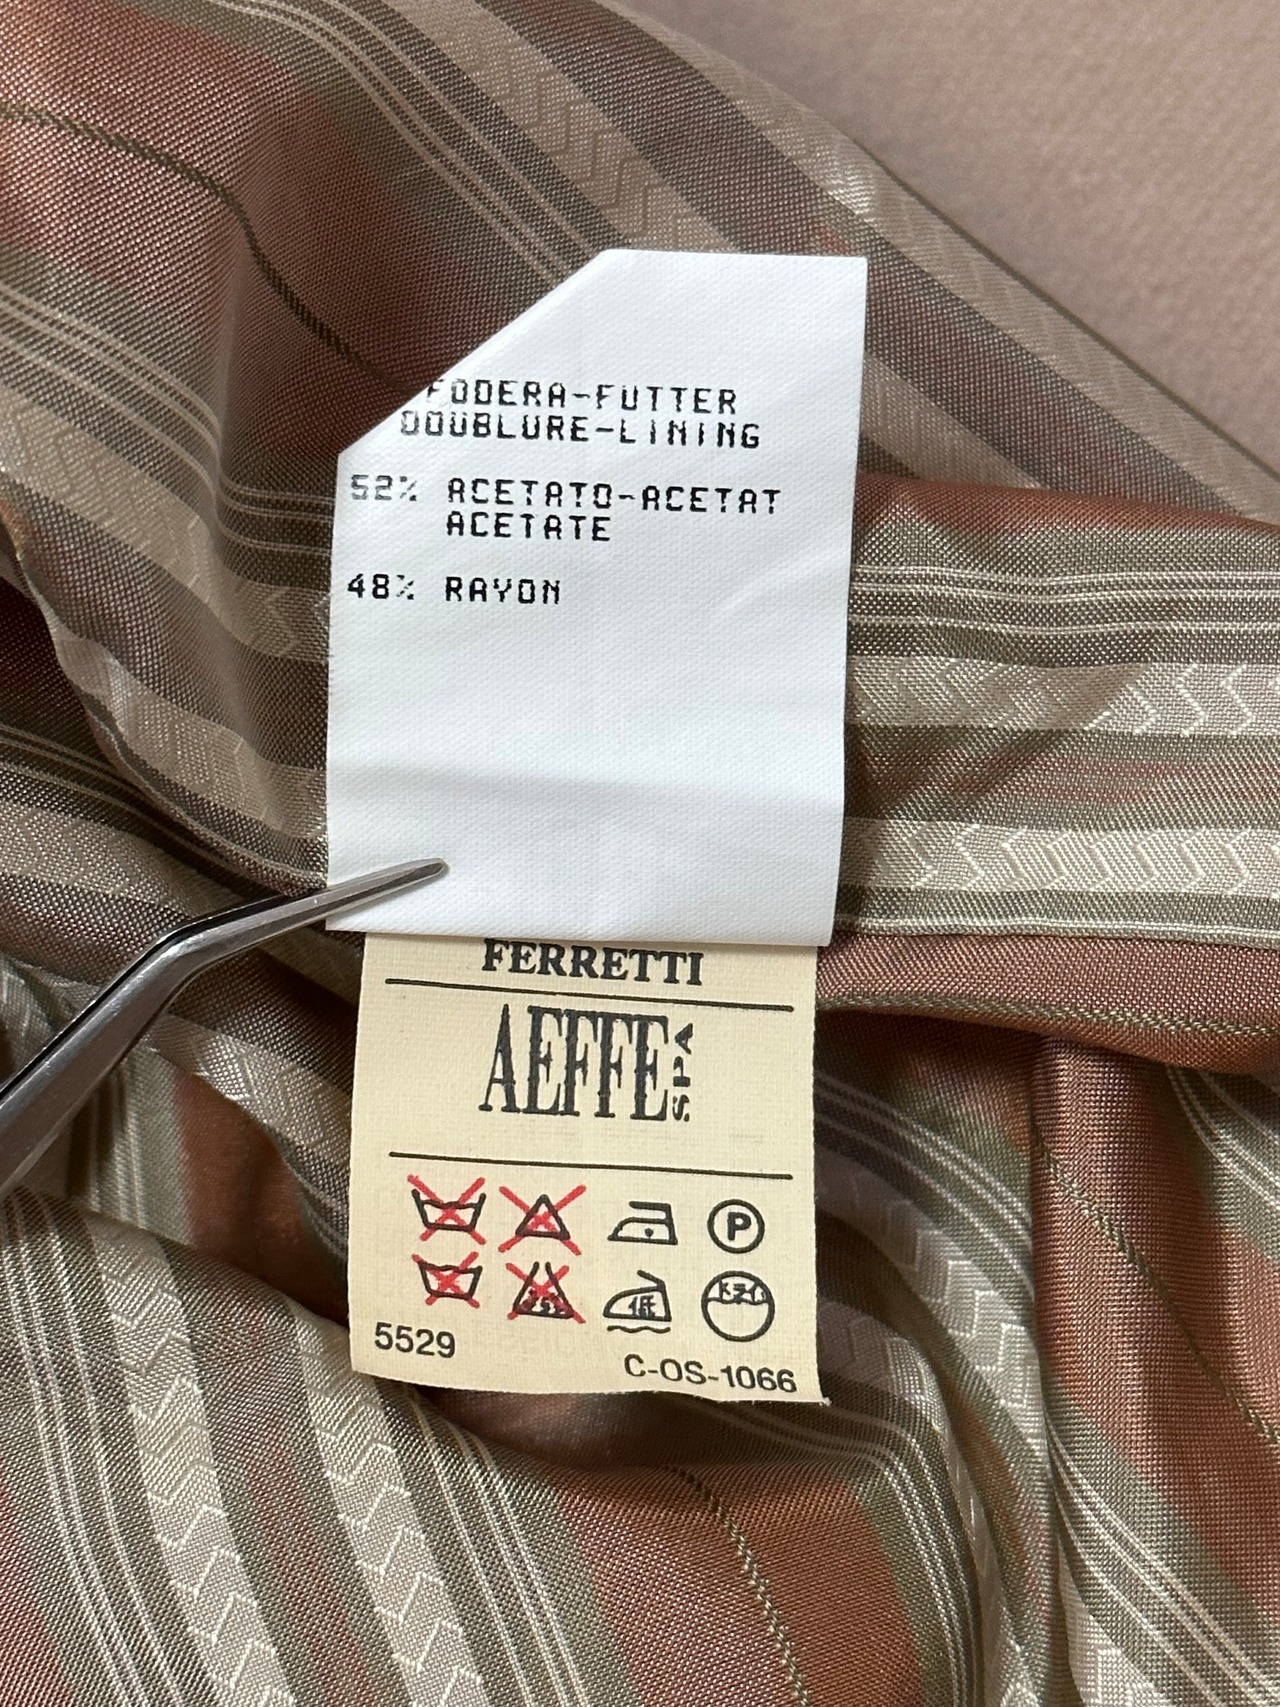 FODERA-FUTTER
DOUBLURE-LINING
52% ACETATO-ACETAT
ACETATE
48% RAYON
FERRETTI
AEFFE SPA
P
5529
C-OS-1066